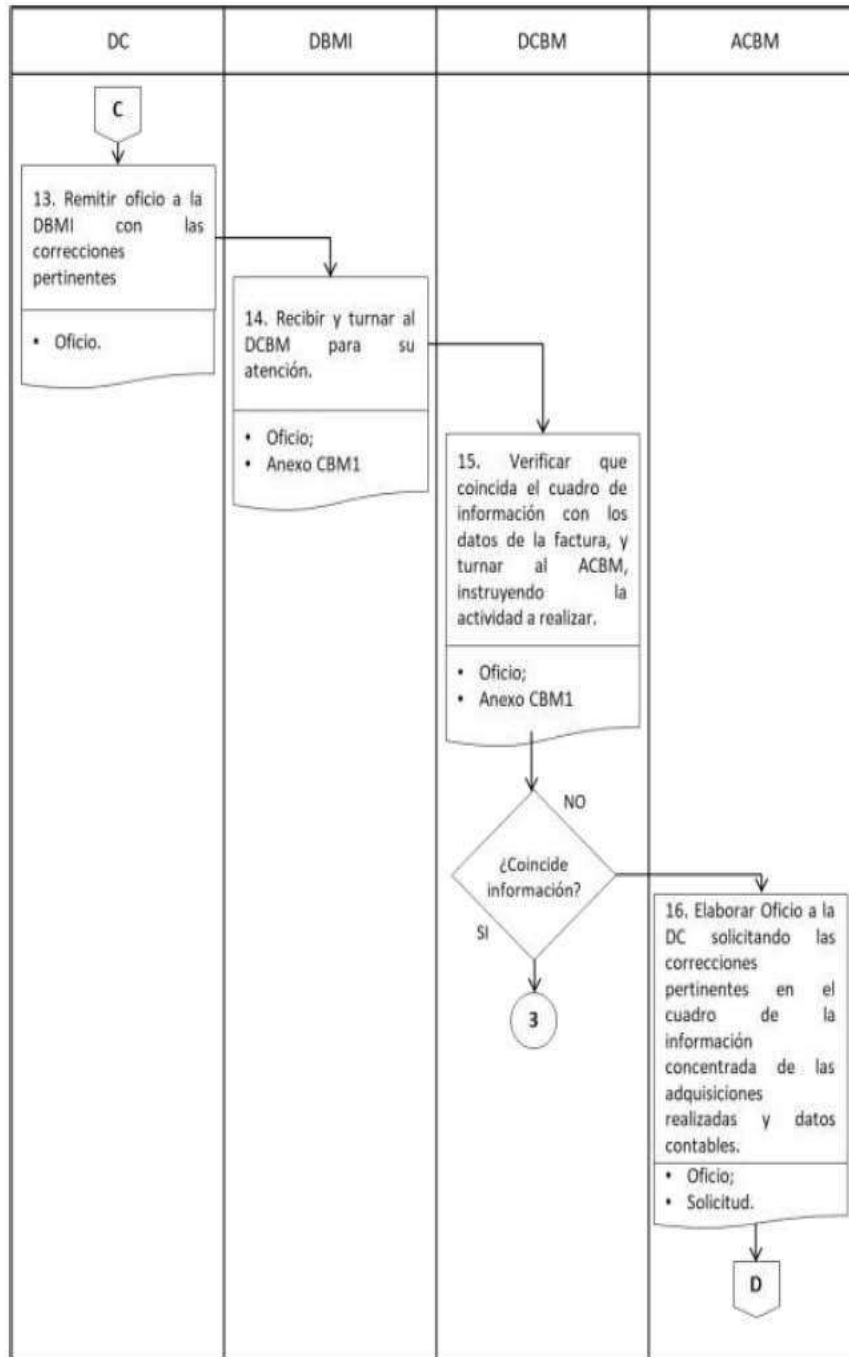 DC
DBMI
DCBM
ACBM
C
13. Remitir oficio a la
DBMI con las
correcciones
pertinentes
• Oficio.
14. Recibir y turnar al
DCBM para su
atención.
• Oficio;
• Anexo CBM1
15. Verificar que
coincida el cuadro de
información con los
datos de la factura, y
turnar al ACBM,
instruyendo la
actividad a realizar.
• Oficio;
• Anexo CBM1
NO
¿Coincide
información?
SI
3
16. Elaborar Oficio a la
DC solicitando las
correcciones
pertinentes en el
cuadro de la
información
concentrada de las
adquisiciones
realizadas y datos
contables.
• Oficio;
• Solicitud.
D